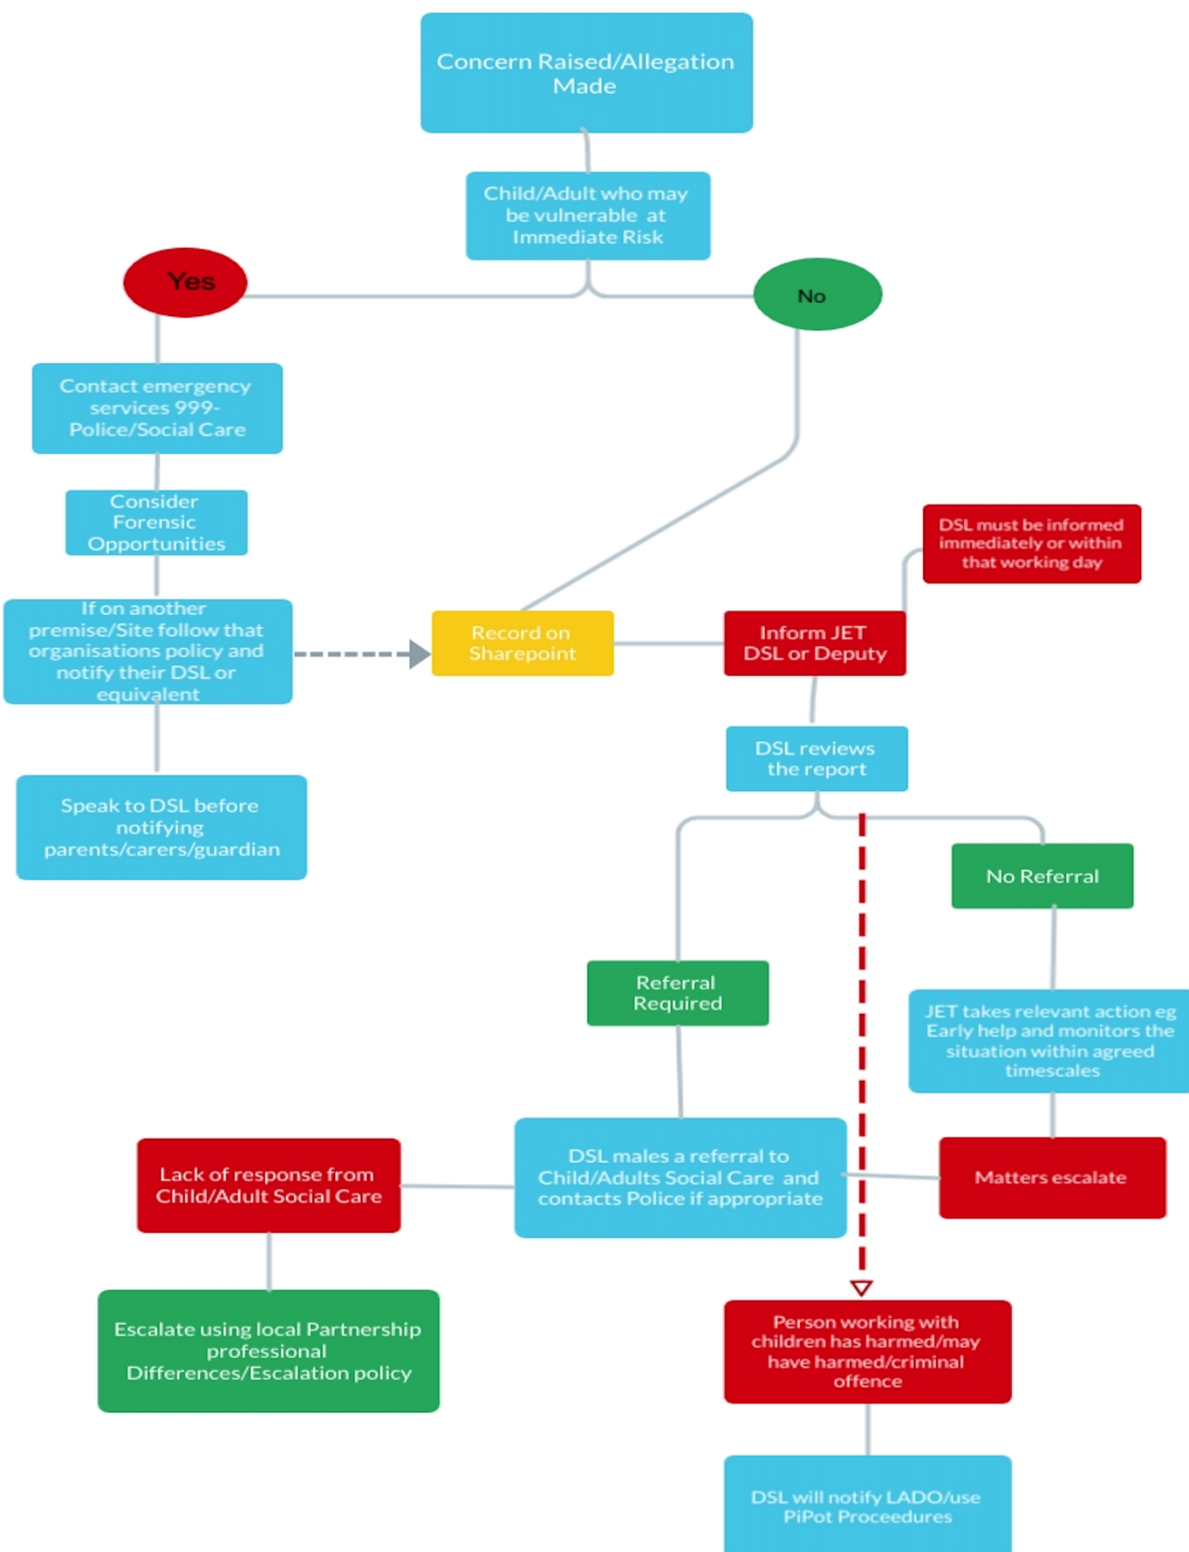 Concern Raised/Allegation
Made
Child/Adult who may
be vulnerable at
Immediate Risk
Yes
No
Contact emergency
services 999-
Police/Social Care
Consider
Forensic
Opportunities
DSL must be informed
immediately or within
that working day
If on another
premise/Site follow that
organisations policy and
notify their DSL or
equivalent
Record on
Sharepoint
Inform JET
DSL or Deputy
DSL reviews
the report
Speak to DSL before
notifying
parents/carers/guardian
No Referral
Referral
Required
JET takes relevant action eg
Early help and monitors the
situation within agreed
timescales
Lack of response from
Child/Adult Social Care
DSL males a referral to
Child/Adults Social Care and
contacts Police if appropriate
Matters escalate
Escalate using local Partnership
professional
Differences/Escalation policy
Person working with
children has harmed/may
have harmed/criminal
offence
DSL will notify LADO/use
PiPot Proceedures